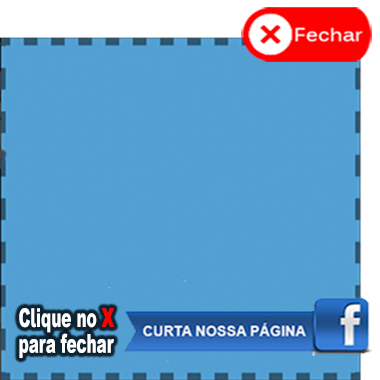 Fechar
Clique no X
para fechar
CURTA NOSSA PÁGINA
f